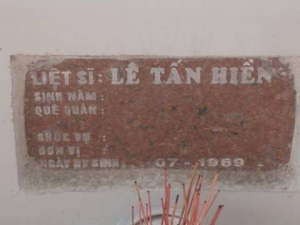 LIỆT SĨ: LÊ TẤN HIỀN
SINH NĂM:
QUÊ QUÁN:
CHỨC VỤ:
ĐƠN VỊ:
NGÀY HY SINH: 07-1969